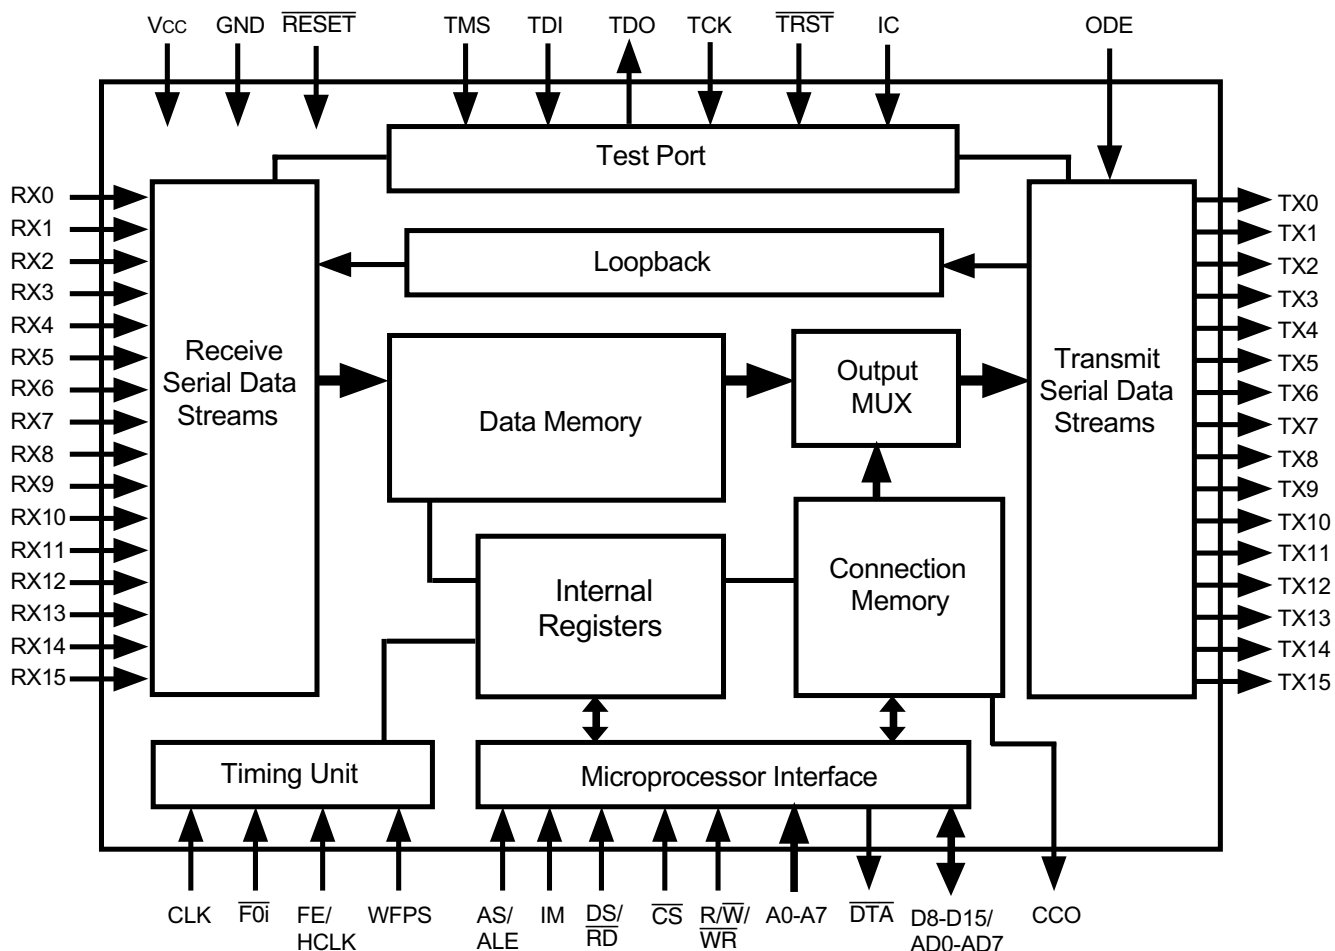 VCC GND RESET TMS TDI TDO TCK TRST IC ODE
Test Port
RX0 TX0
RX1 TX1
RX2 Loopback TX2
RX3 TX3
RX4 TX4
RX5 Receive Output Transmit TX5
RX6 Serial Data MUX Serial Data TX6
RX7 Streams Data Memory Streams TX7
RX8 TX8
RX9 TX9
RX10 TX10
RX11 TX11
RX12 Internal Connection TX12
RX13 Registers Memory TX13
RX14 TX14
RX15 TX15
Timing Unit Microprocessor Interface
CLK F0i FE/ WFPS AS/ IM DS/ CS R/W/ A0-A7 DTA D8-D15/ CCO
HCLK ALE RD WR AD0-AD7